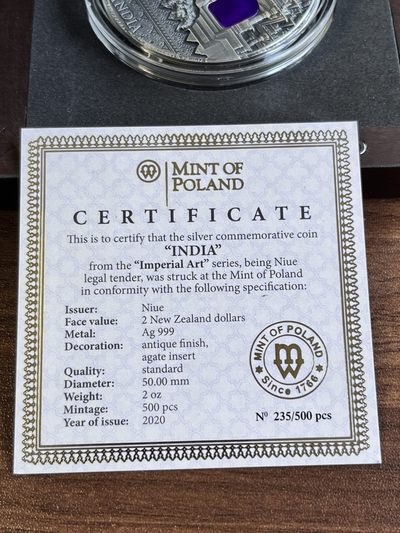 INDIA
MINT OF
POLAND
CERTIFICATE
This is to certify that the silver commemorative coin
“INDIA”
from the “Imperial Art” series, being Niue
legal tender, was struck at the Mint of Poland
in conformity with the following specification:
Issuer: Niue
Face value: 2 New Zealand dollars
Metal: Ag 999
Decoration: antique finish,
agate insert
Quality: standard
Diameter: 50.00 mm
Weight: 2 oz
Mintage: 500 pcs
Year of issue: 2020
MINT OF POLAND
Since 1766
Nº 235/500 pcs